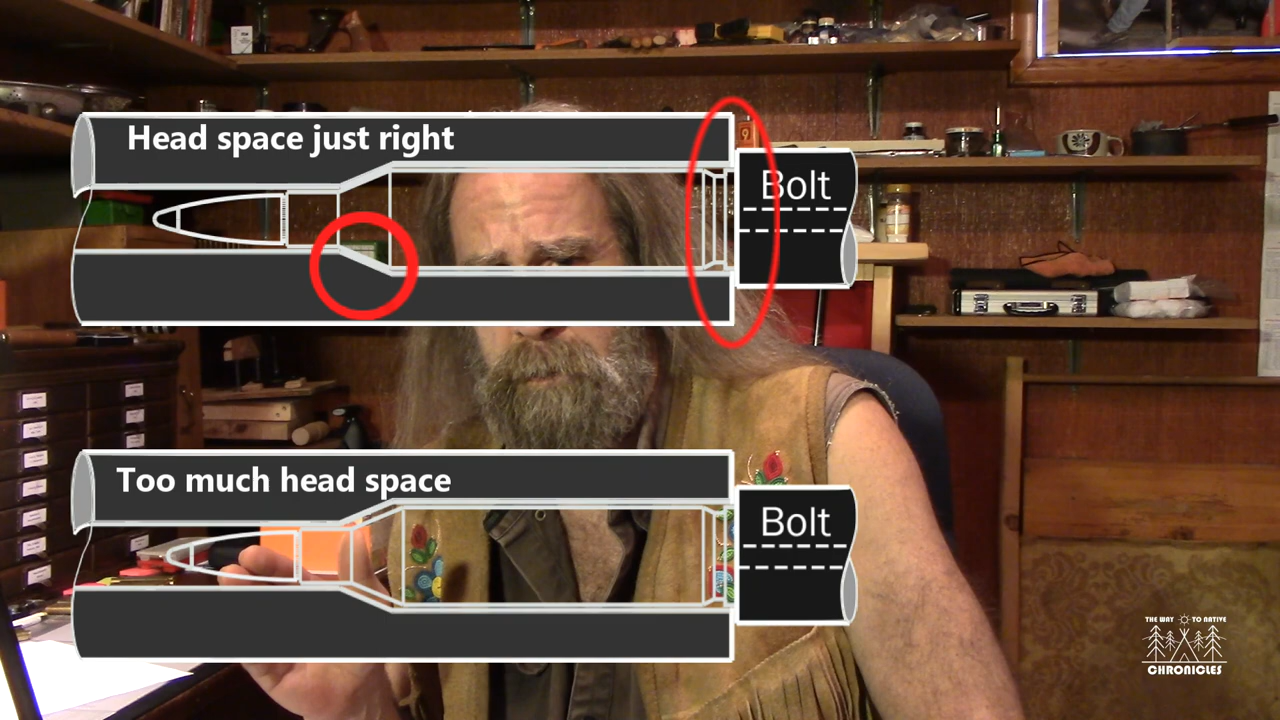 Head space just right
Bolt
Too much head space
Bolt
THE WAY TO NATIVE
CHRONICLES